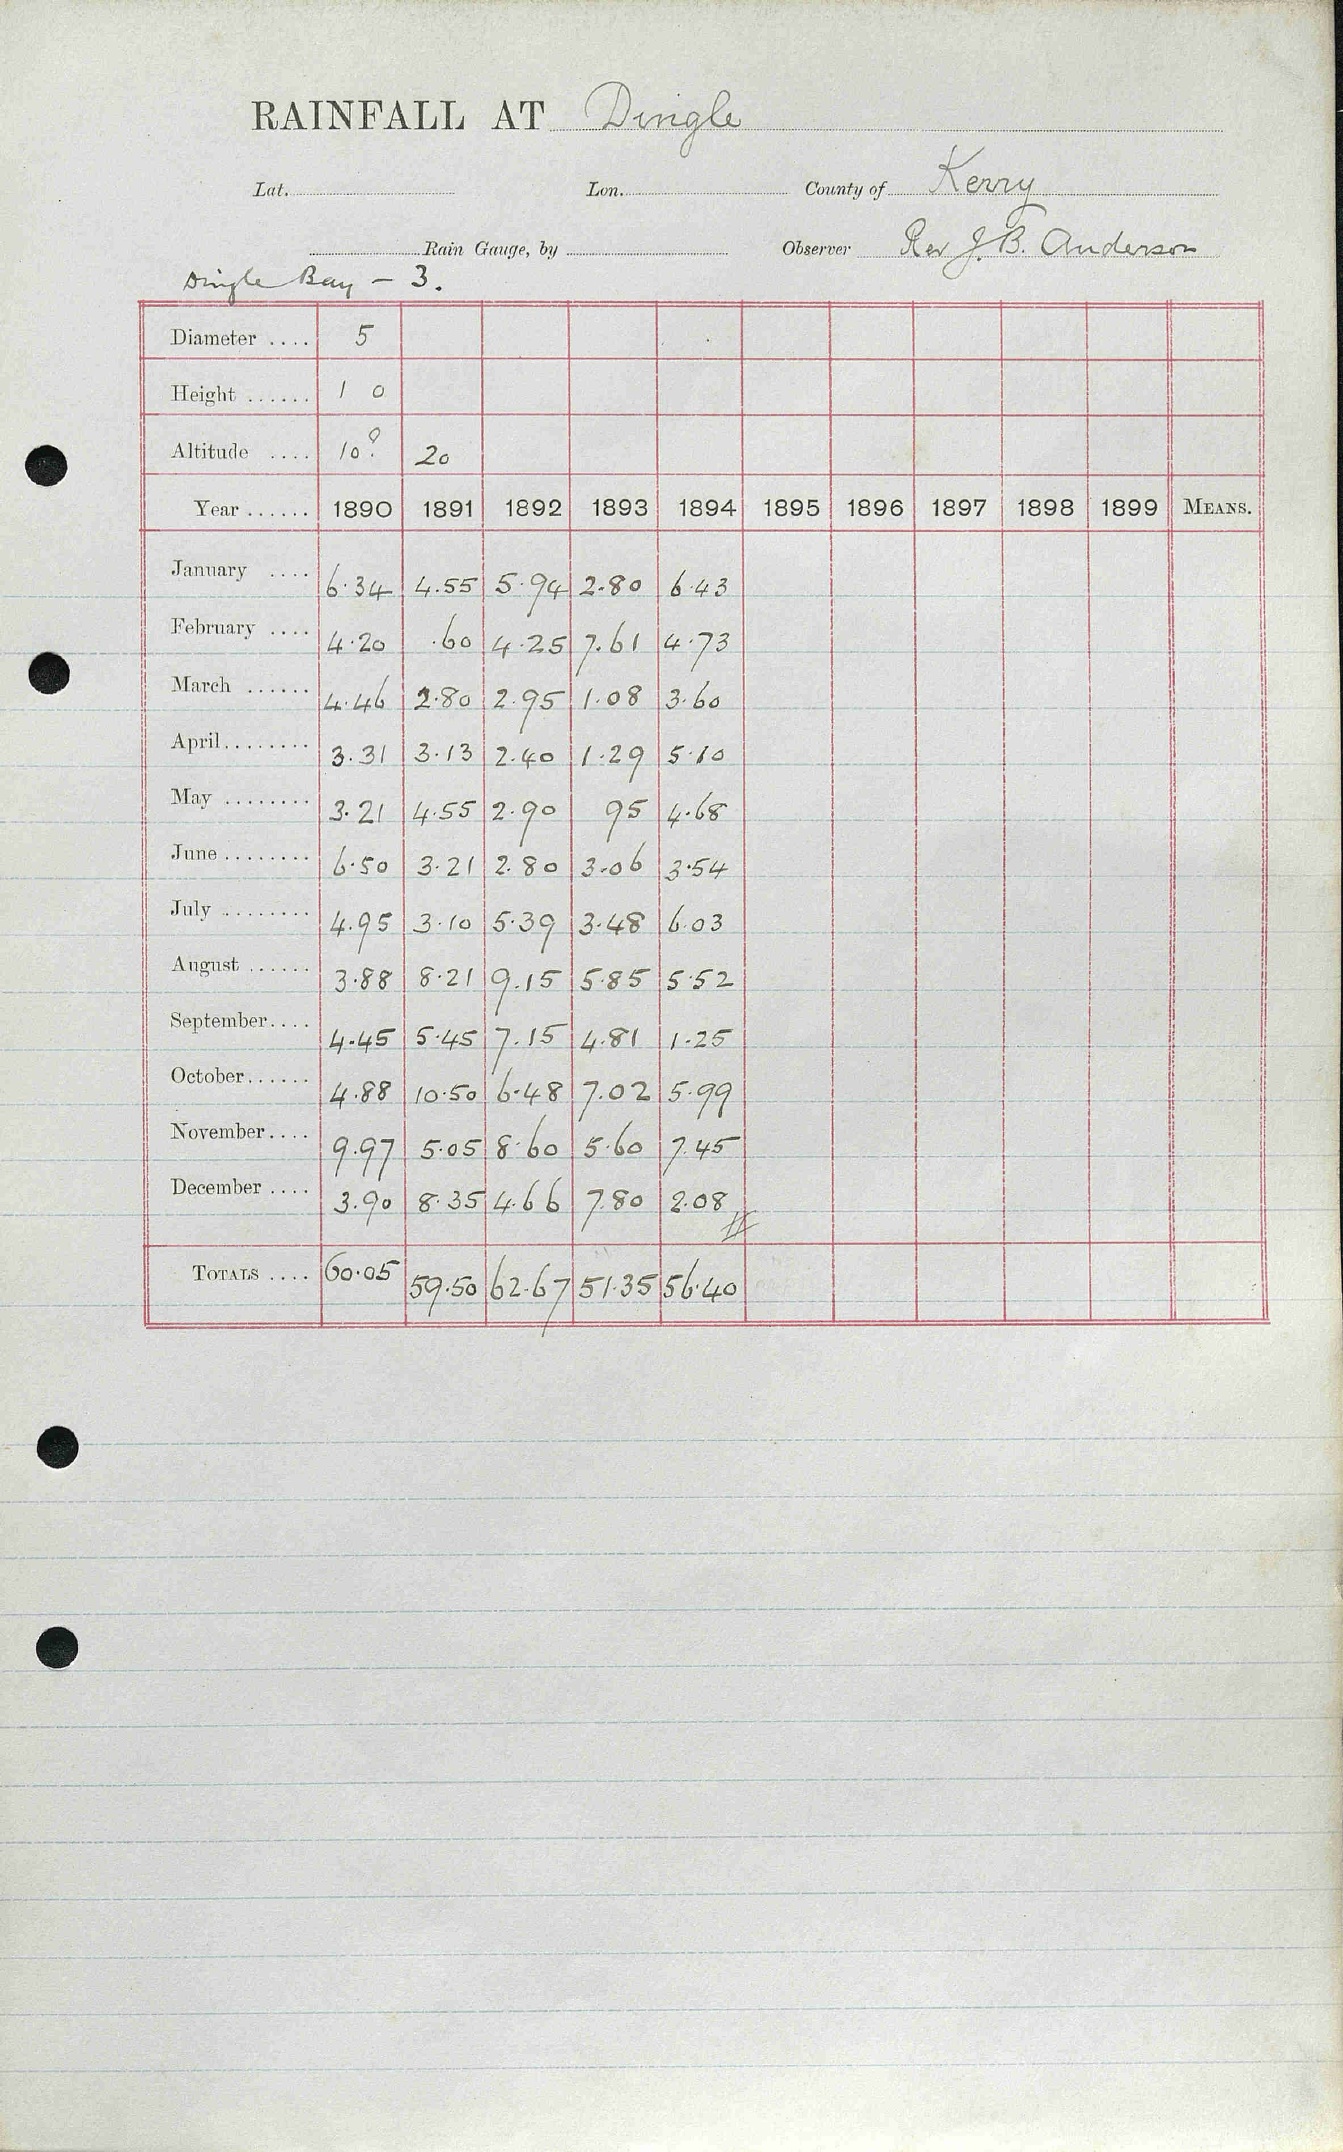 RAINFALL AT Dingle
Lat. Lon. County of Kerry
Rain Gauge, by Observer Rev J. B. Anderson
Dingle Bay - 3.
Diameter .... 5
Height ...... 1 0
Altitude .... 10? 20
Year ...... 1890 1891 1892 1893 1894 1895 1896 1897 1898 1899 MEANS.
January .... 6.34 4.55 5.94 2.80 6.43
February .... 4.20 .60 4.25 7.61 4.73
March ...... 4.46 2.80 2.95 1.08 3.60
April........ 3.31 3.13 2.40 1.29 5.10
May ........ 3.21 4.55 2.90 95 4.68
June ........ 6.50 3.21 2.80 3.06 3.54
July ........ 4.95 3.10 5.39 3.48 6.03
August ...... 3.88 8.21 9.15 5.85 5.52
September.... 4.45 5.45 7.15 4.81 1.25
October...... 4.88 10.50 6.48 7.02 5.99
November.... 9.97 5.05 8.60 5.60 7.45
December .... 3.90 8.35 4.66 7.80 2.08
TOTALS .... 60.05 59.50 62.67 51.35 56.40